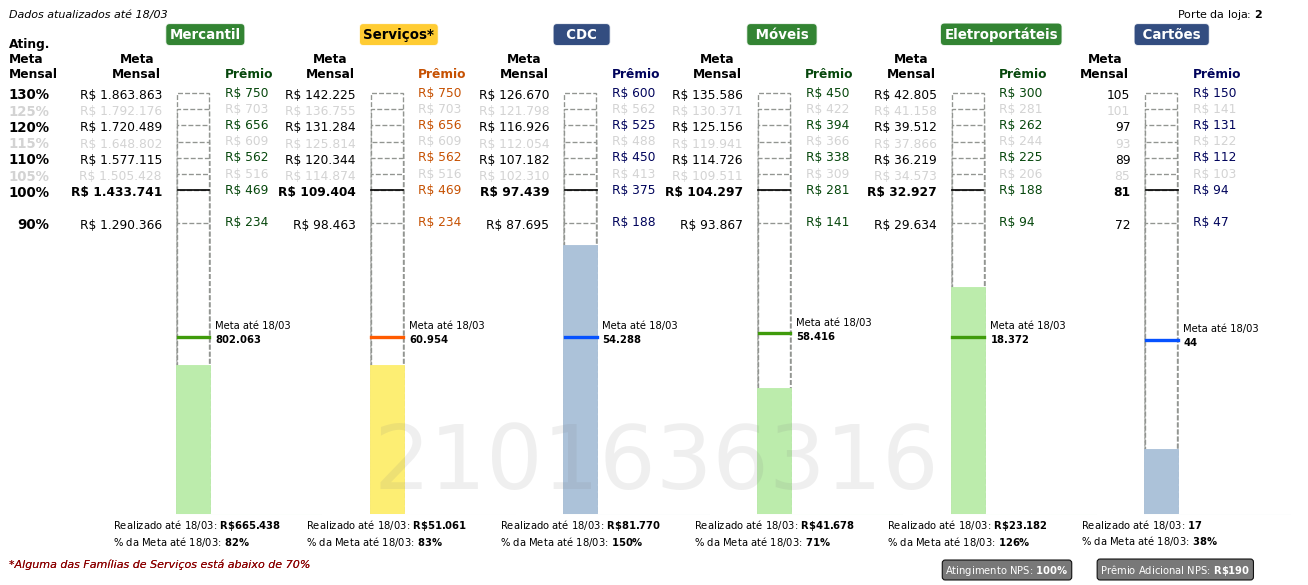 Dados atualizados até 18/03 Porte da loja: 2
Mercantil Serviços* CDC Móveis Eletroportáteis Cartões
Ating. Meta Mensal Meta Mensal Prêmio Meta Mensal Prêmio Meta Mensal Prêmio Meta Mensal Prêmio Meta Mensal Prêmio Meta Mensal Prêmio
130% R$ 1.863.863 R$ 750 R$ 142.225 R$ 750 R$ 126.670 R$ 600 R$ 135.586 R$ 450 R$ 42.805 R$ 300 105 R$ 150
125% R$ 1.792.176 R$ 703 R$ 136.755 R$ 703 R$ 121.798 R$ 562 R$ 130.371 R$ 422 R$ 41.158 R$ 281 101 R$ 141
120% R$ 1.720.489 R$ 656 R$ 131.284 R$ 656 R$ 116.926 R$ 525 R$ 125.156 R$ 394 R$ 39.512 R$ 262 97 R$ 131
115% R$ 1.648.802 R$ 609 R$ 125.814 R$ 609 R$ 112.054 R$ 488 R$ 119.941 R$ 366 R$ 37.866 R$ 244 93 R$ 122
110% R$ 1.577.115 R$ 562 R$ 120.344 R$ 562 R$ 107.182 R$ 450 R$ 114.726 R$ 338 R$ 36.219 R$ 225 89 R$ 112
105% R$ 1.505.428 R$ 516 R$ 114.874 R$ 516 R$ 102.310 R$ 413 R$ 109.511 R$ 309 R$ 34.573 R$ 206 85 R$ 103
100% R$ 1.433.741 R$ 469 R$ 109.404 R$ 469 R$ 97.439 R$ 375 R$ 104.297 R$ 281 R$ 32.927 R$ 188 81 R$ 94
90% R$ 1.290.366 R$ 234 R$ 98.463 R$ 234 R$ 87.695 R$ 188 R$ 93.867 R$ 141 R$ 29.634 R$ 94 72 R$ 47
Meta até 18/03 Meta até 18/03 Meta até 18/03 Meta até 18/03 Meta até 18/03 Meta até 18/03
802.063 60.954 54.288 58.416 18.372 44
2101636316
Realizado até 18/03: R$665.438 Realizado até 18/03: R$51.061 Realizado até 18/03: R$81.770 Realizado até 18/03: R$41.678 Realizado até 18/03: R$23.182 Realizado até 18/03: 17
% da Meta até 18/03: 82% % da Meta até 18/03: 83% % da Meta até 18/03: 150% % da Meta até 18/03: 71% % da Meta até 18/03: 126% % da Meta até 18/03: 38%
*Alguma das Famílias de Serviços está abaixo de 70% Atingimento NPS: 100% Prêmio Adicional NPS: R$190